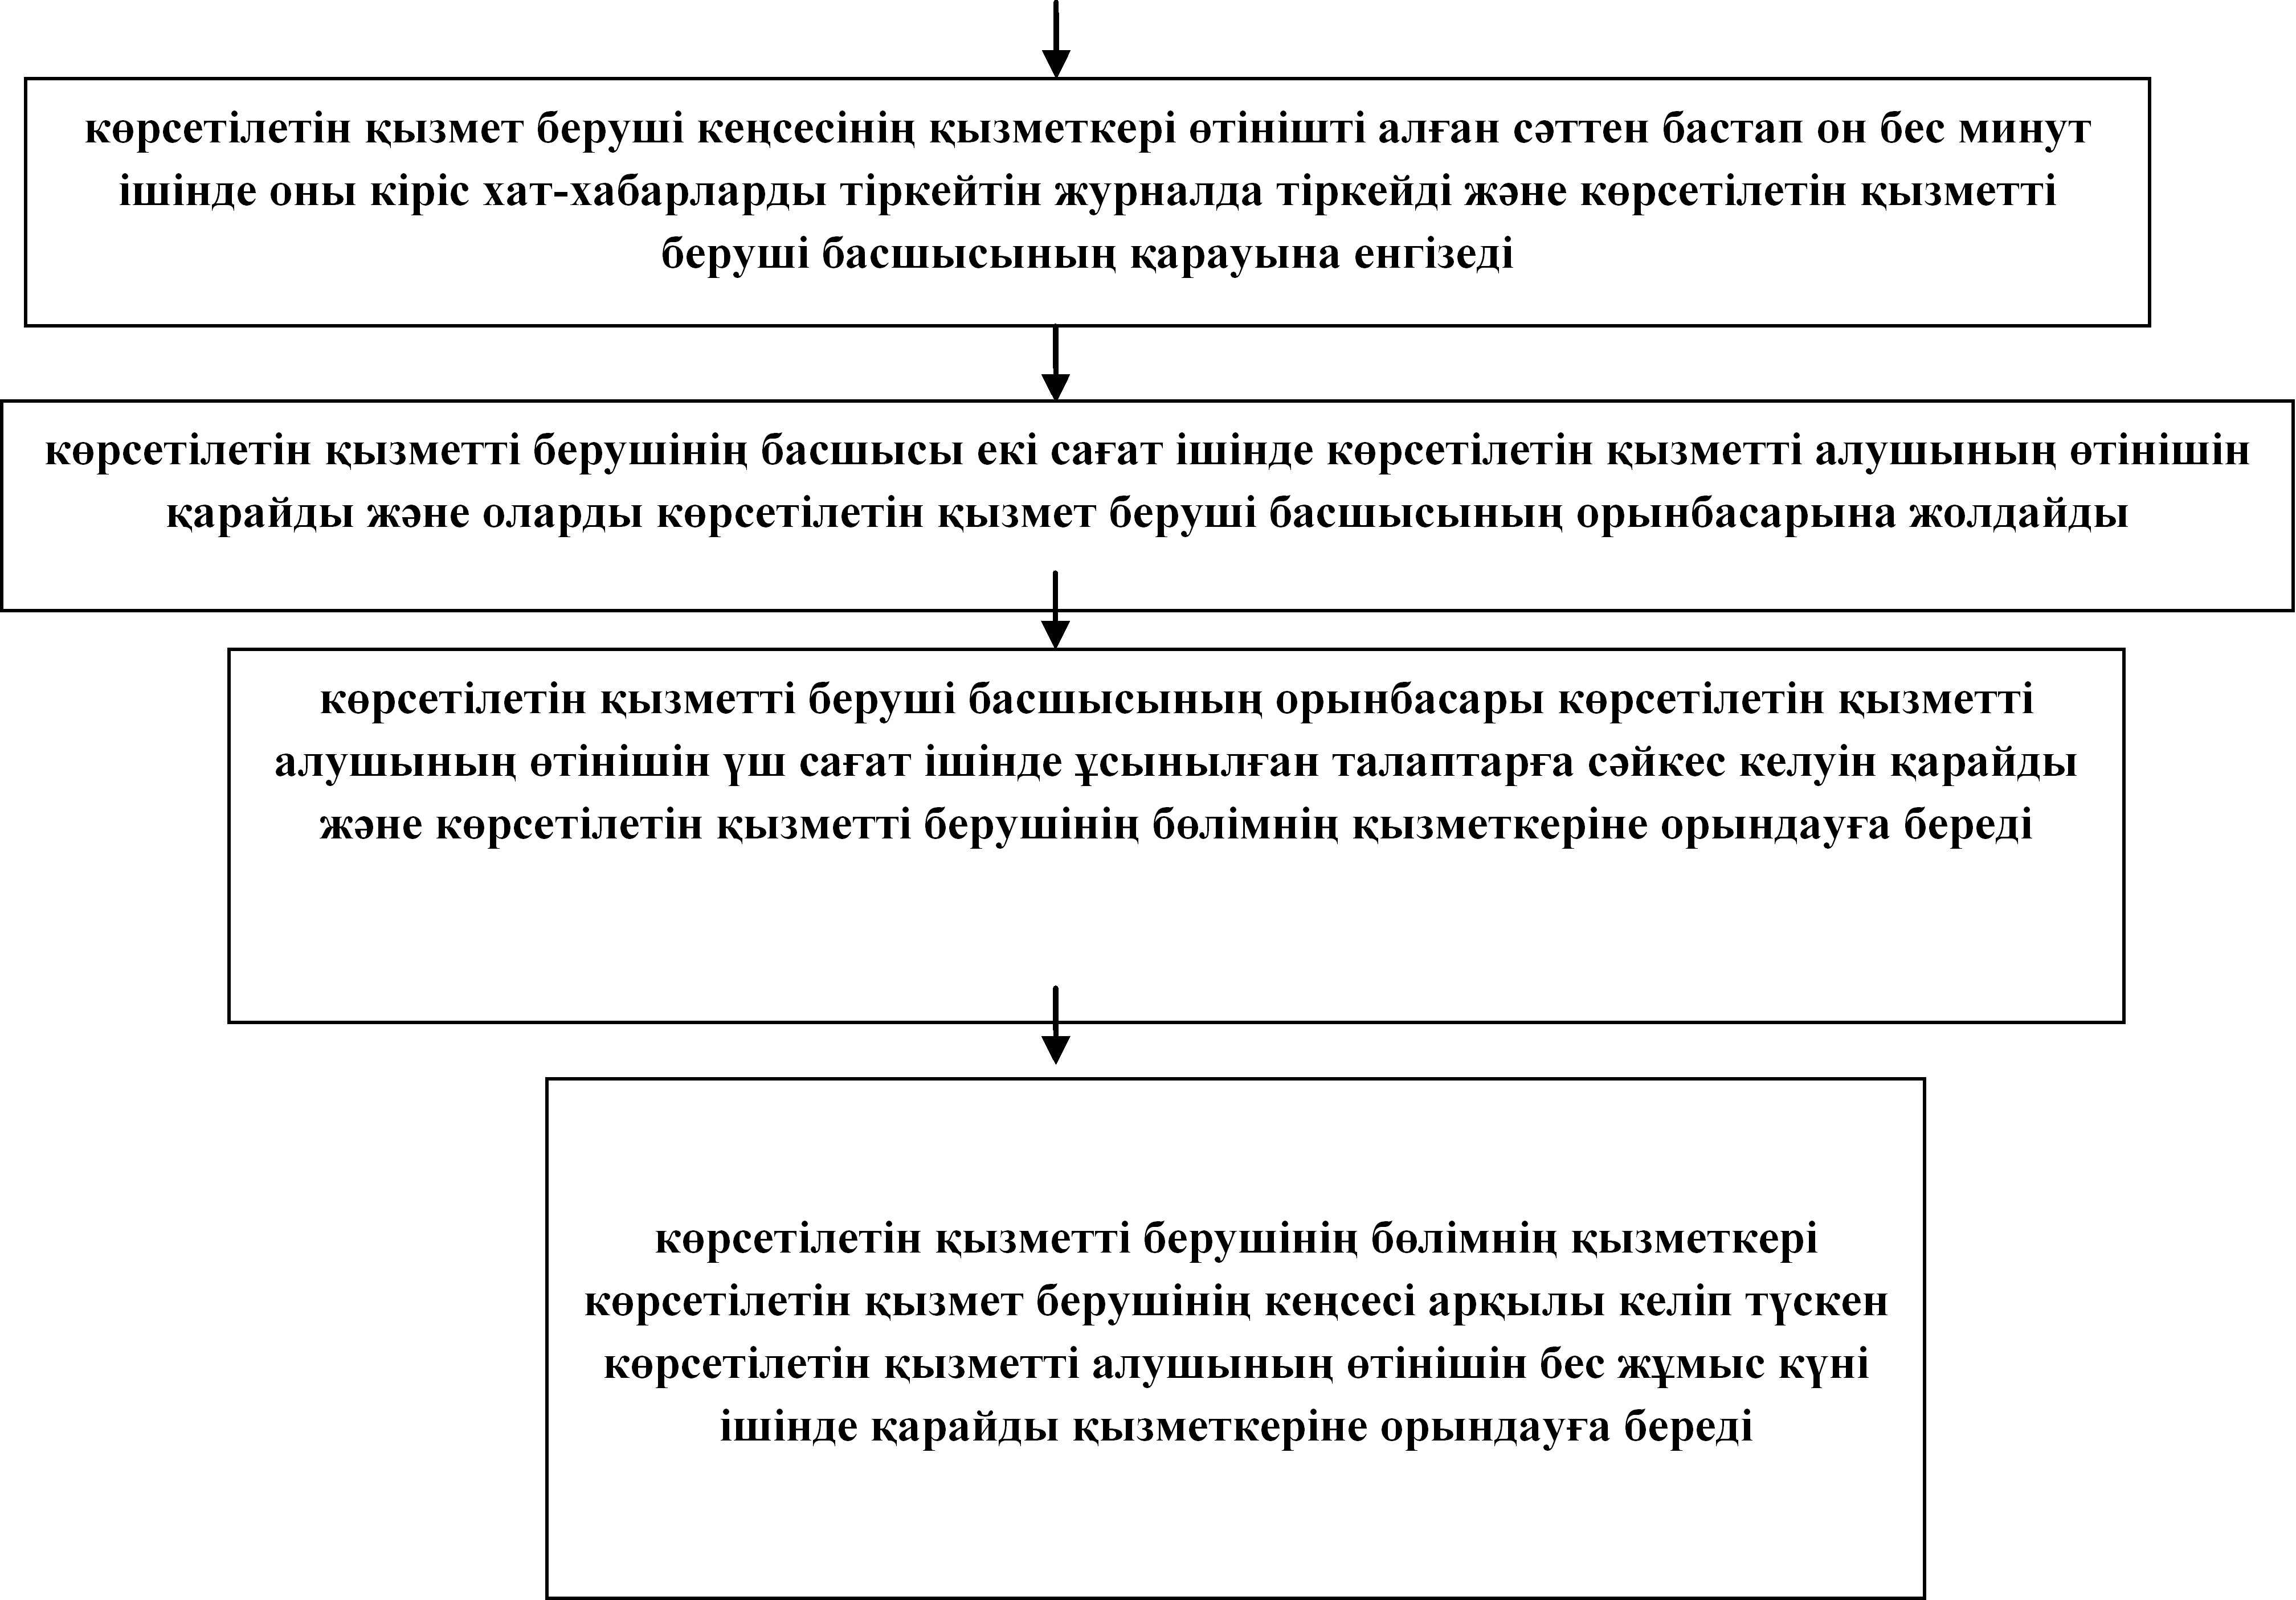 көрсетілетін қызмет беруші кеңсесінің қызметкері өтінішті алған сәттен бастап он бес минут
ішінде оны кіріс хат-хабарларды тіркейтін журналда тіркейді және көрсетілетін қызметті
беруші басшысының қарауына енгізеді
көрсетілетін қызметті берушінің басшысы екі сағат ішінде көрсетілетін қызметті алушының өтінішін
қарайды және оларды көрсетілетін қызмет беруші басшысының орынбасарына жолдайды
көрсетілетін қызметті беруші басшысының орынбасары көрсетілетін қызметті
алушының өтінішін үш сағат ішінде ұсынылған талаптарға сәйкес келуін қарайды
және көрсетілетін қызметті берушінің бөлімнің қызметкеріне орындауға береді
көрсетілетін қызметті берушінің бөлімнің қызметкері
көрсетілетін қызмет берушінің кеңсесі арқылы келіп түскен
көрсетілетін қызметті алушының өтінішін бес жұмыс күні
ішінде қарайды қызметкеріне орындауға береді